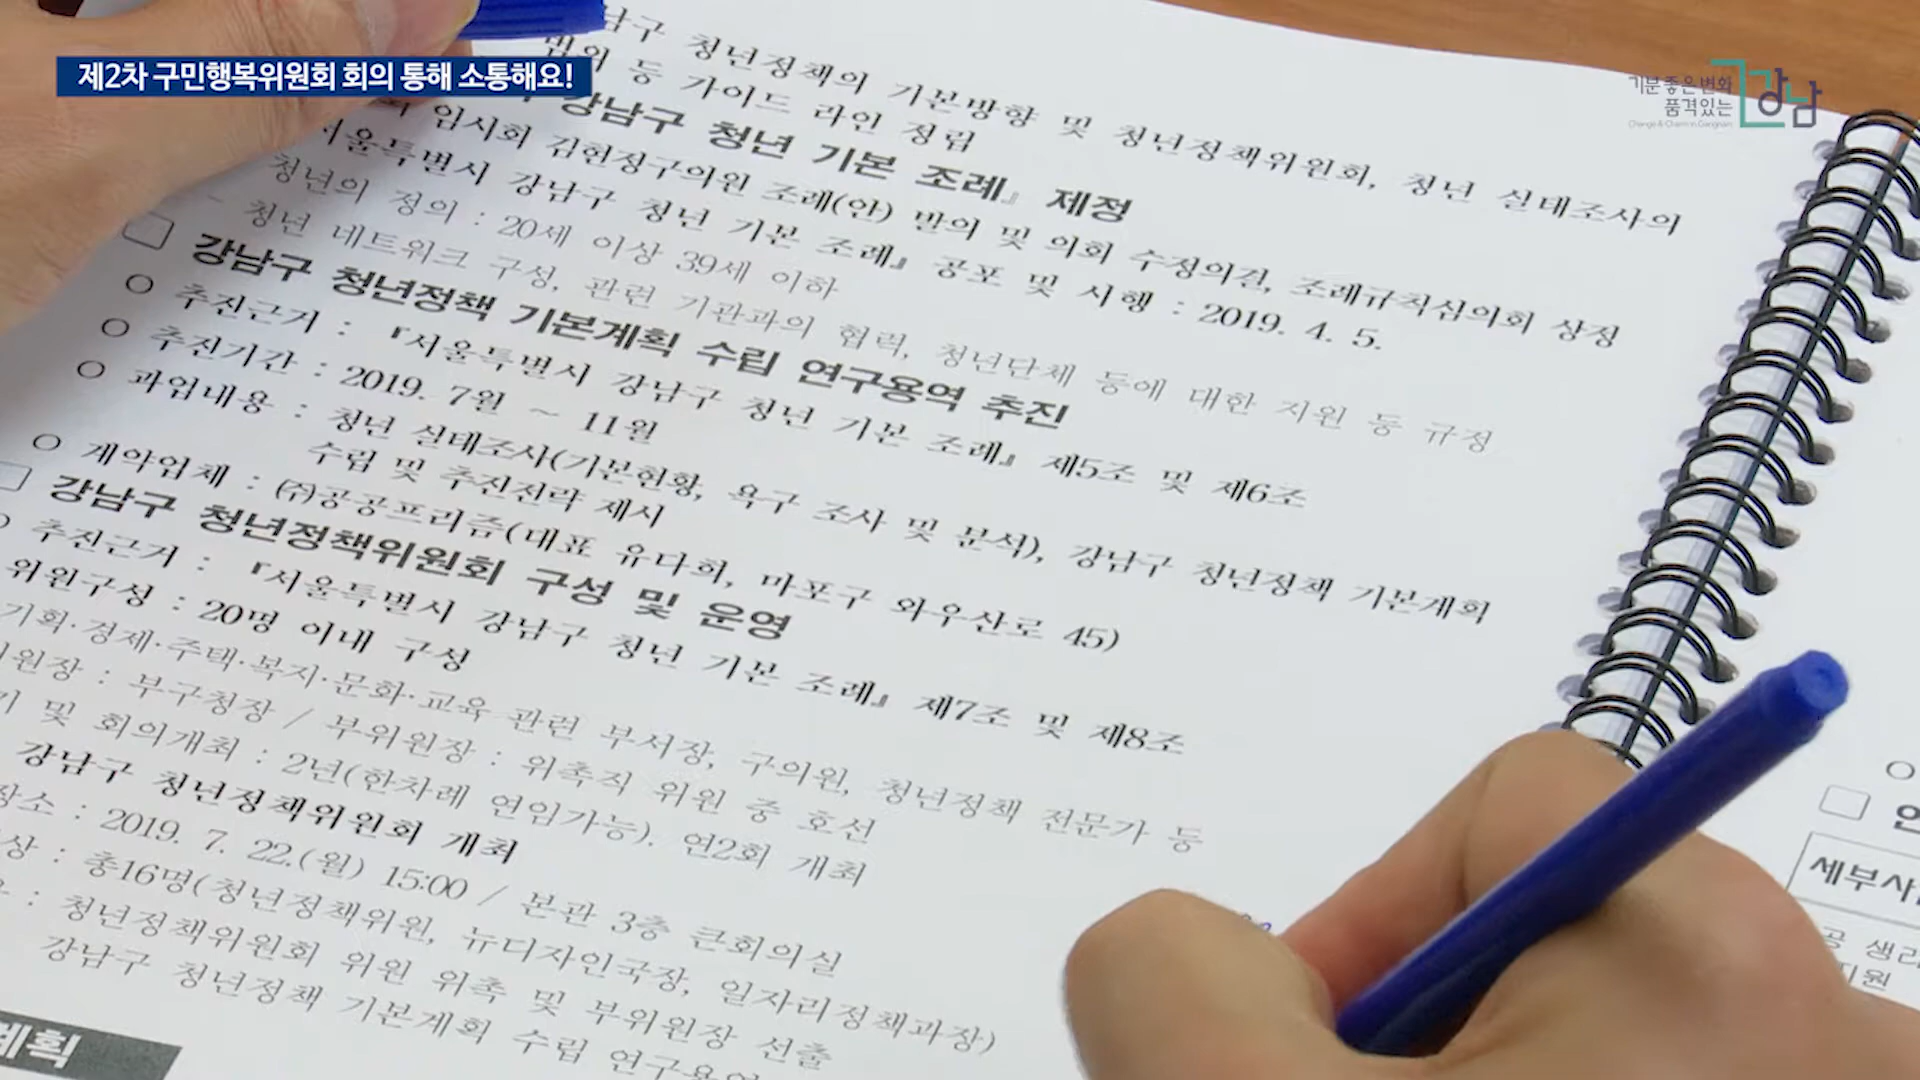 제2차 구민행복위원회 회의 통해 소통해요!
기분 좋은 변화
품격있는
강남
Change & Charm in Gangnam
남구 청년정책의 기본방향 및 청년정책위원회, 청년 실태조사의
범위 등 가이드 라인 정립
강남구 청년 기본 조례』 제정
임시회 김현정구의원 조례(안) 발의 및 의회 수정의결, 조례규칙심의회 상정
서울특별시 강남구 청년 기본 조례』 공포 및 시행 : 2019. 4. 5.
청년의 정의 : 20세 이상 39세 이하
- 청년 네트워크 구성, 관련 기관과의 협력, 청년단체 등에 대한 지원 등 규정
□ 강남구 청년정책 기본계획 수립 연구용역 추진
○ 추진근거 : 『서울특별시 강남구 청년 기본 조례』 제5조 및 제6조
○ 추진기간 : 2019. 7월 ~ 11월
○ 과업내용 : 청년 실태조사(기본현황, 욕구 조사 및 분석), 강남구 청년정책 기본계획
수립 및 추진전략 제시
○ 계약업체 : ㈜공공프리즘(대표 유다희, 마포구 와우산로 45)
□ 강남구 청년정책위원회 구성 및 운영
○ 추진근거 : 『서울특별시 강남구 청년 기본 조례』 제7조 및 제8조
위원구성 : 20명 이내 구성
기획·경제·주택·복지·문화·교육 관련 부서장, 구의원, 청년정책 전문가 등
위원장 : 부구청장 / 부위원장 : 위촉직 위원 중 호선
및 회의개최 : 2년(한차례 연임가능). 연2회 개최
강남구 청년정책위원회 개최
장소 : 2019. 7. 22.(월) 15:00 / 본관 3층 큰회의실
상 : 총16명(청년정책위원, 뉴디자인국장, 일자리정책과장)
: 청년정책위원회 위원 위촉 및 부위원장 선출
강남구 청년정책 기본계획 수립 연구용역
계획
○
□
세부사
공 생리
지원